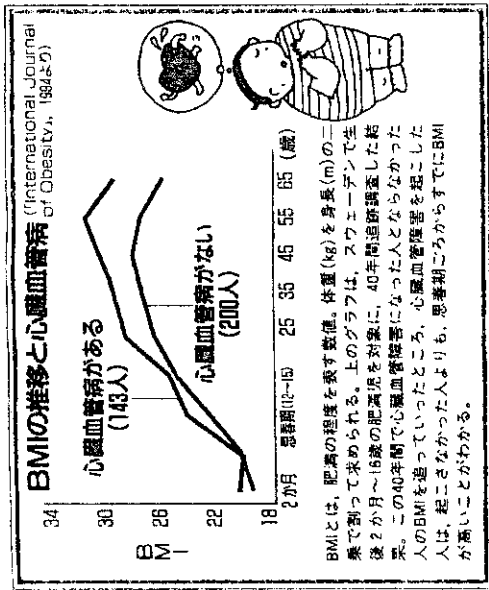 BMIの推移と心臓血管病
(「International Journal
of Obesity」, 1984より)
心臓血管病がある
(143人)
心臓血管病がない
(200人)
BMI
34
30
26
22
18
2か月 思春期(12~15) 25 35 45 55 65 (歳)
BMIとは、肥満の程度を表す数値。体重(kg)を身長(m)の二
乗で割って求められる。上のグラフは、スウェーデンで生
後2か月~16歳の肥満児を対象に、40年間追跡調査した結
果。この40年間で心臓血管障害になった人とならなかった
人のBMIを追っていったところ、心臓血管障害を起こした
人は、起こさなかった人よりも、思春期ごろからすでにBMI
が高いことがわかる。